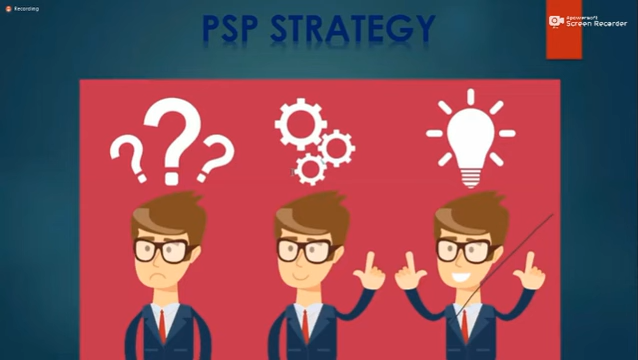 Recording
PSP STRATEGY
Apowersoft
Screen Recorder
? ? ?